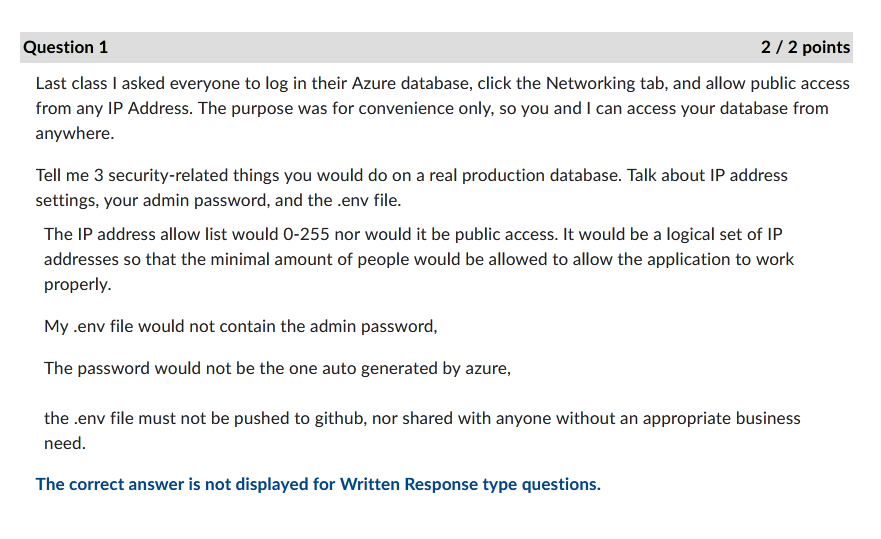 Question 1
2 / 2 points
Last class I asked everyone to log in their Azure database, click the Networking tab, and allow public access
from any IP Address. The purpose was for convenience only, so you and I can access your database from
anywhere.
Tell me 3 security-related things you would do on a real production database. Talk about IP address
settings, your admin password, and the .env file.
The IP address allow list would 0-255 nor would it be public access. It would be a logical set of IP
addresses so that the minimal amount of people would be allowed to allow the application to work
properly.
My .env file would not contain the admin password,
The password would not be the one auto generated by azure,
the .env file must not be pushed to github, nor shared with anyone without an appropriate business
need.
The correct answer is not displayed for Written Response type questions.